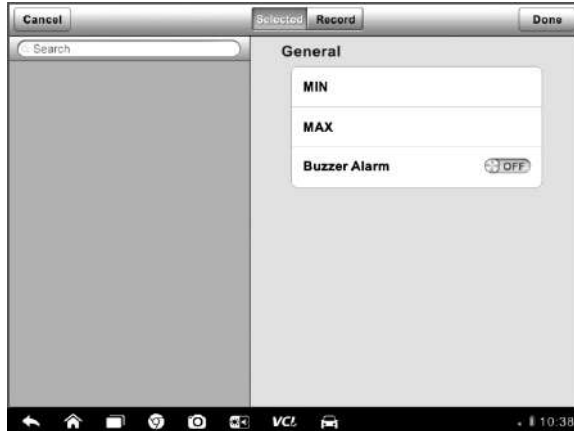 Cancel
Selected Record
Done
Search
General
MIN
MAX
Buzzer Alarm OFF
VCI
10:38